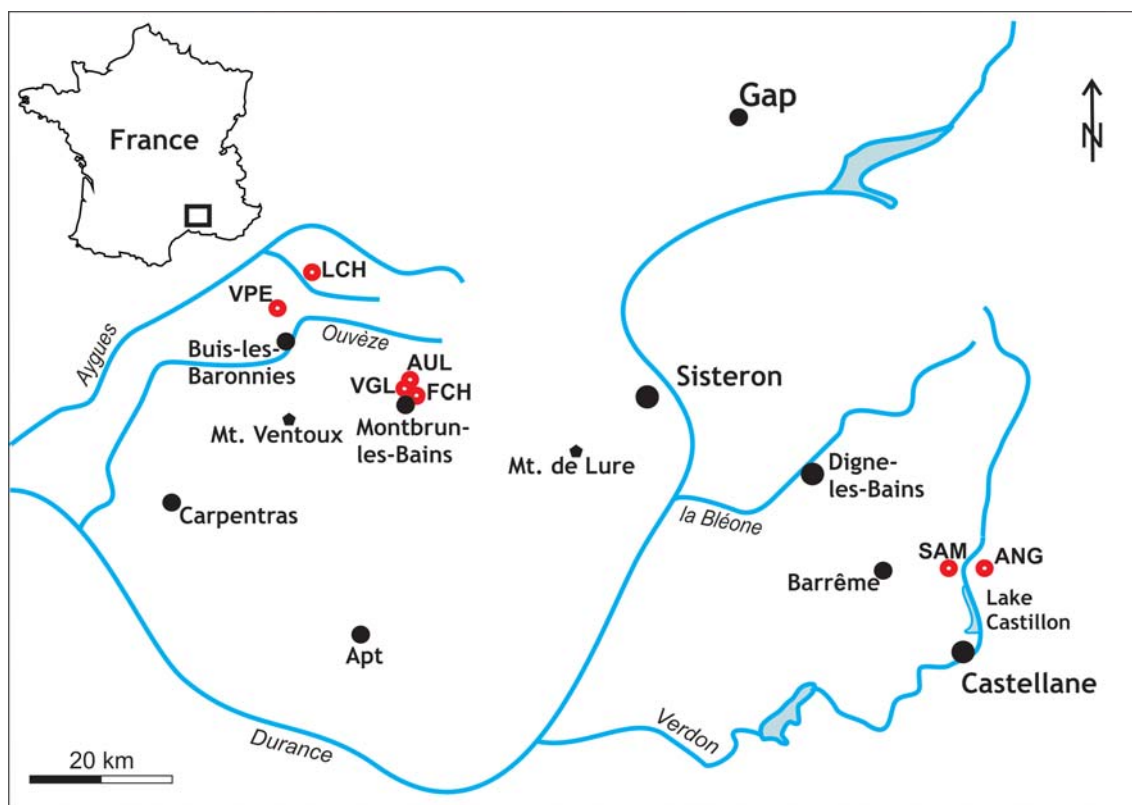 France
Gap
N
LCH
VPE
Aygues
Ouvèze
Buis-les-
Baronnies
AUL
VGL
FCH
Montbrun-
les-Bains
Mt. Ventoux
Sisteron
Mt. de Lure
Digne-
les-Bains
la Bléone
Carpentras
SAM
ANG
Barrême
Lake
Castillon
Apt
Castellane
Verdon
Durance
20 km